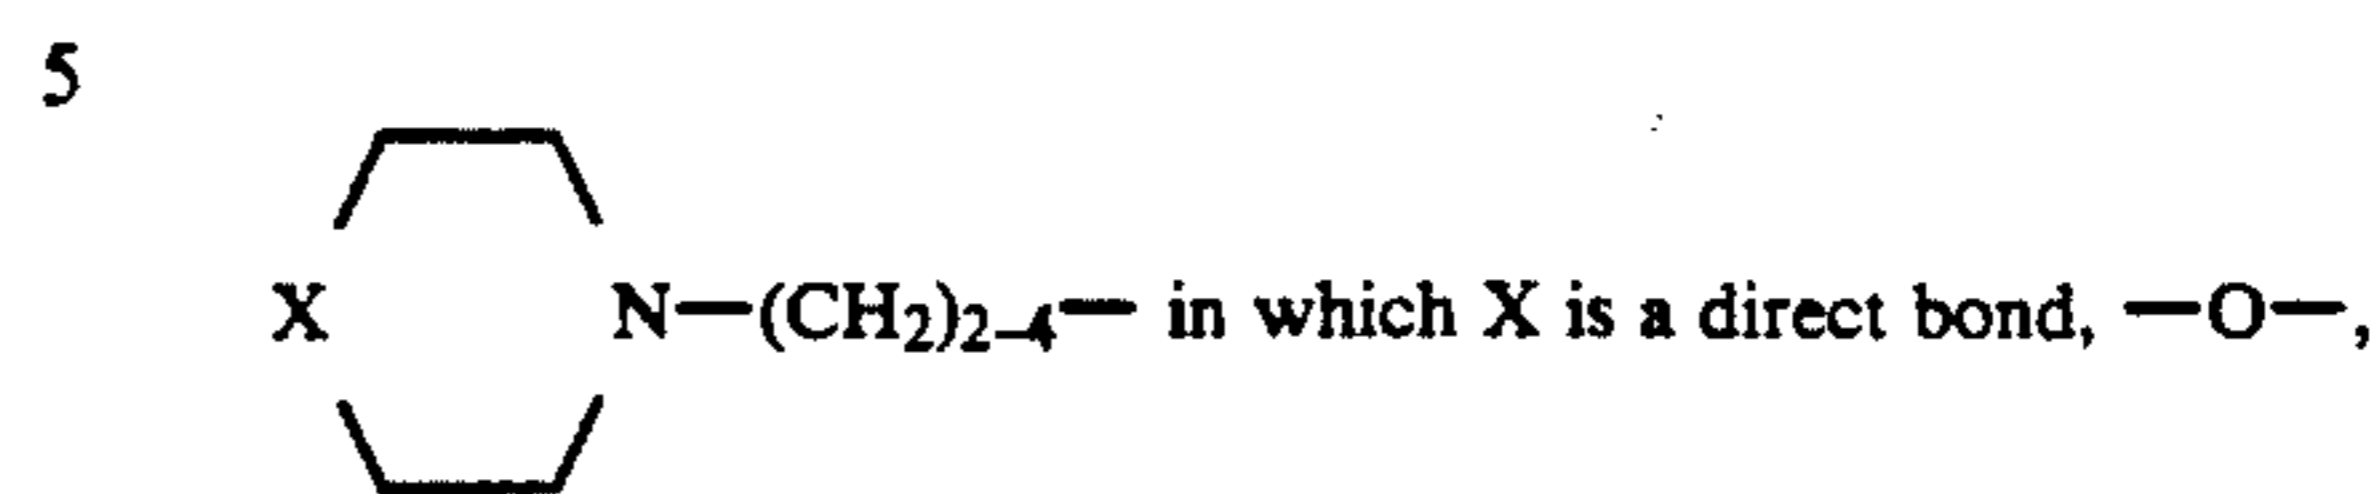 5
X N—(CH₂)₂₋₄— in which X is a direct bond, —O—,